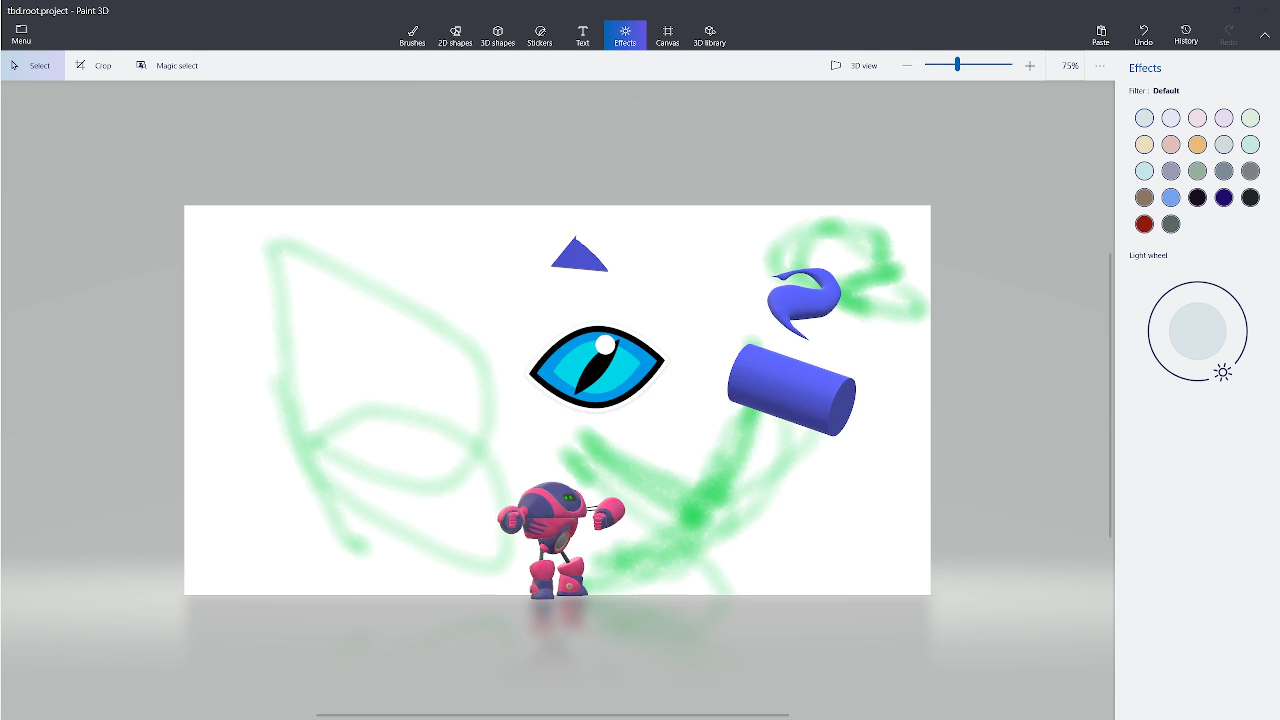 tbd.root.project - Paint 3D
Menu
Brushes
2D shapes
3D shapes
Stickers
Text
Effects
Canvas
3D library
Paste
Undo
History
Redo
Select
Crop
Magic select
3D view
75%
Effects
Filter : Default
Light wheel